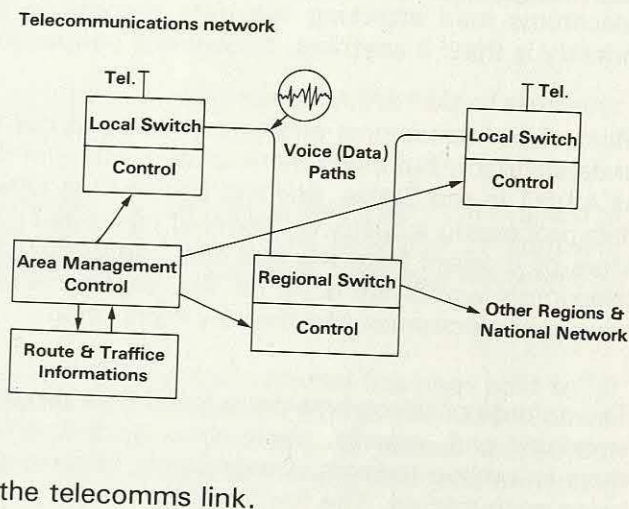 Telecommunications network
Tel.
Local Switch
Control
Voice (Data)
Paths
Tel.
Local Switch
Control
Area Management
Control
Regional Switch
Control
Other Regions &
National Network
Route & Traffice
Informations
the telecomms link.